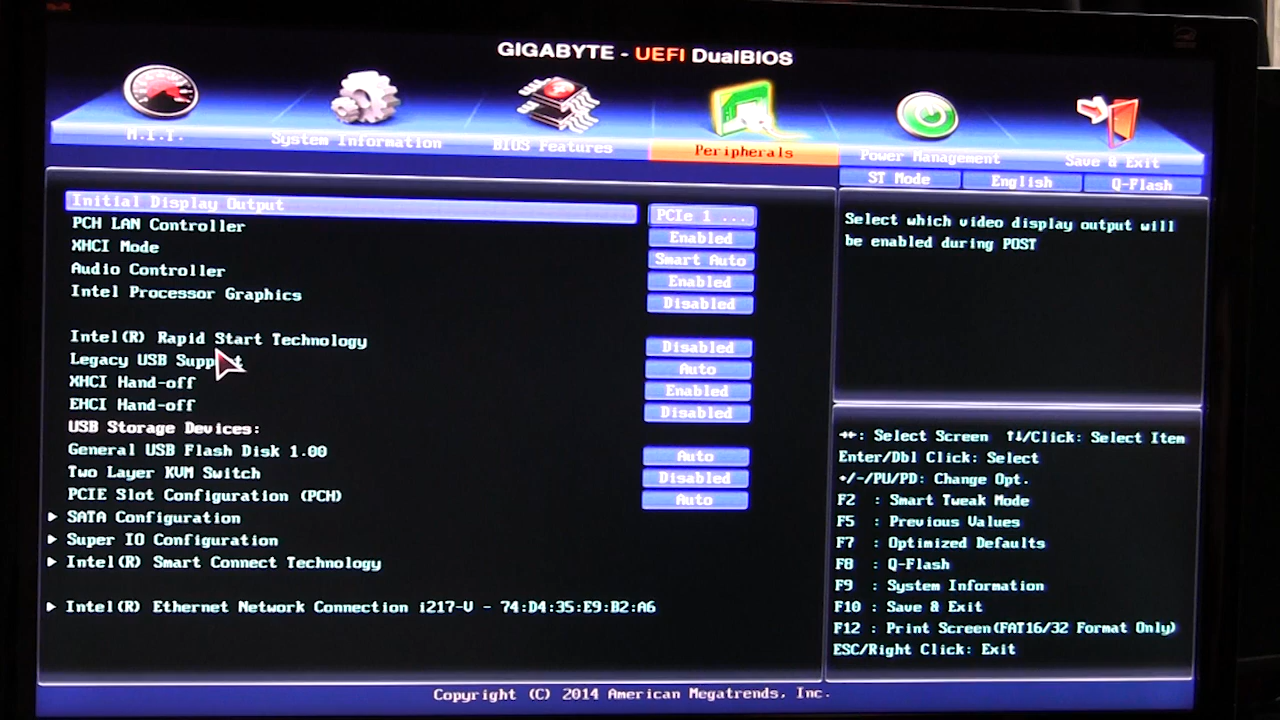 GIGABYTE - UEFI DualBIOS
M.I.T.
System Information
BIOS Features
Peripherals
Power Management
Save & Exit
ST Mode
English
Q-Flash
Initial Display Output PCIe 1 ...
PCH LAN Controller Enabled
XHCI Mode Smart Auto
Audio Controller Enabled
Intel Processor Graphics Disabled
Intel(R) Rapid Start Technology Disabled
Legacy USB Support Auto
XHCI Hand-off Enabled
EHCI Hand-off Disabled
USB Storage Devices:
General USB Flash Disk 1.00 Auto
Two Layer KVM Switch Disabled
PCIE Slot Configuration (PCH) Auto
SATA Configuration
Super IO Configuration
Intel(R) Smart Connect Technology
Intel(R) Ethernet Network Connection i217-V - 74:D4:35:E9:B2:A6
Select which video display output will
be enabled during POST
→←: Select Screen ↑↓/Click: Select Item
Enter/Dbl Click: Select
+/-/PU/PD: Change Opt.
F2 : Smart Tweak Mode
F5 : Previous Values
F7 : Optimized Defaults
F8 : Q-Flash
F9 : System Information
F10 : Save & Exit
F12 : Print Screen(FAT16/32 Format Only)
ESC/Right Click: Exit
Copyright (C) 2014 American Megatrends, Inc.